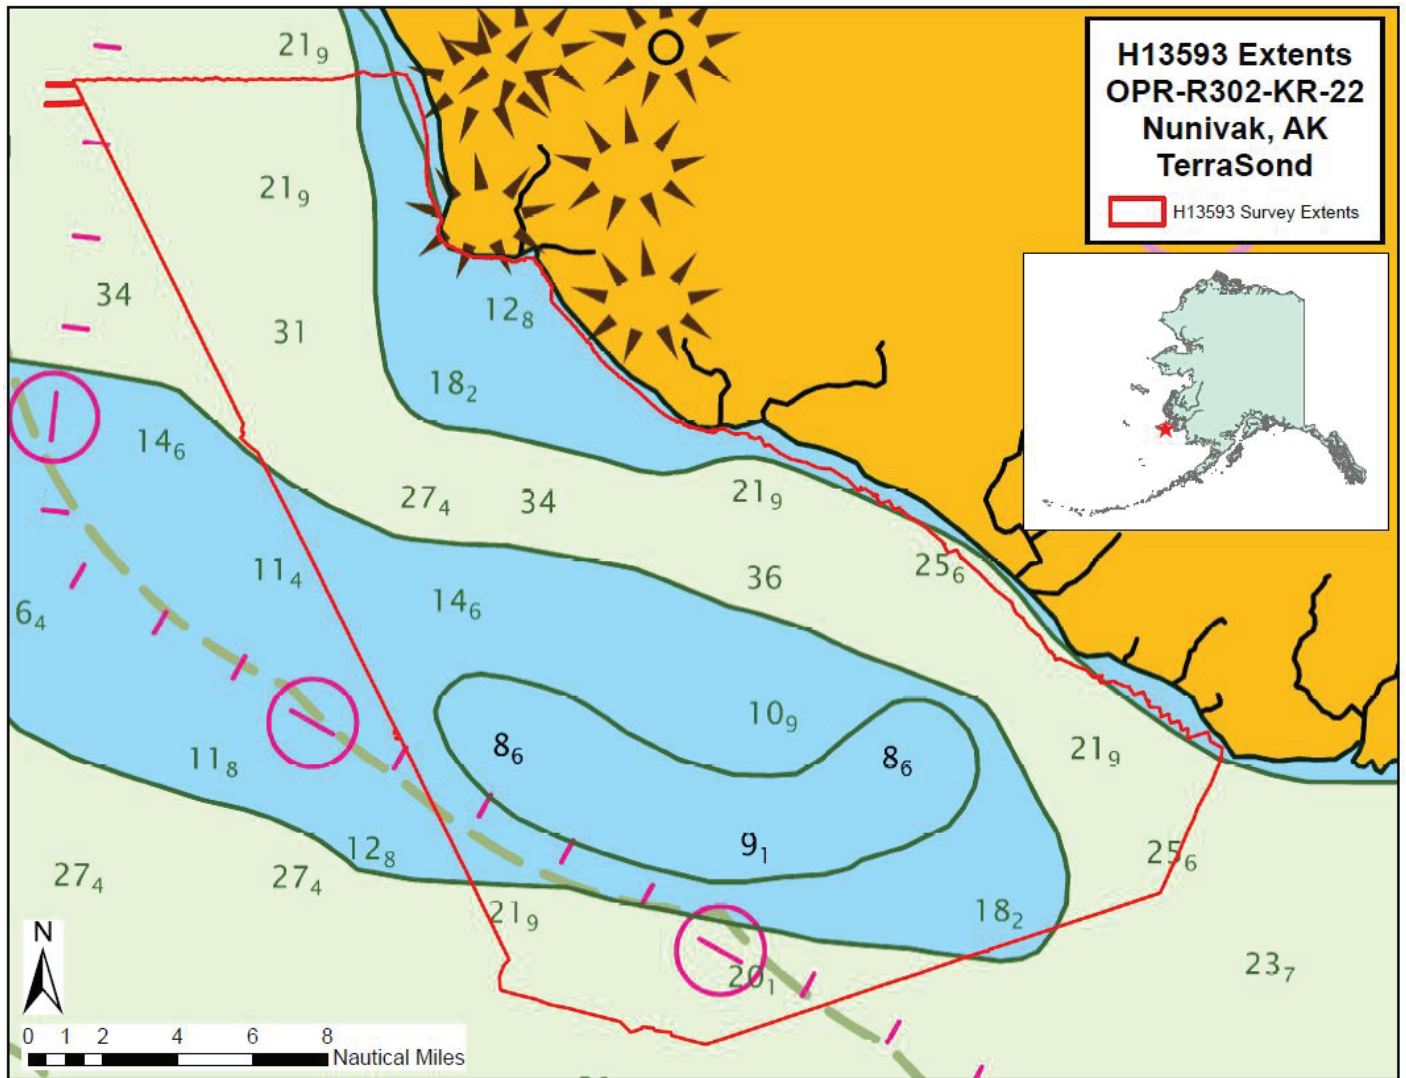 H13593 Extents
OPR-R302-KR-22
Nunivak, AK
TerraSond
H13593 Survey Extents
21₉
21₉
34
31
12₈
18₂
14₆
27₄ 34 21₉
11₄ 14₆ 36 25₆
6₄
10₉
11₈ 8₆ 8₆ 21₉
12₈ 9₁ 25₆
27₄ 27₄
21₉ 18₂
20₁ 23₇
N
0 1 2 4 6 8
Nautical Miles